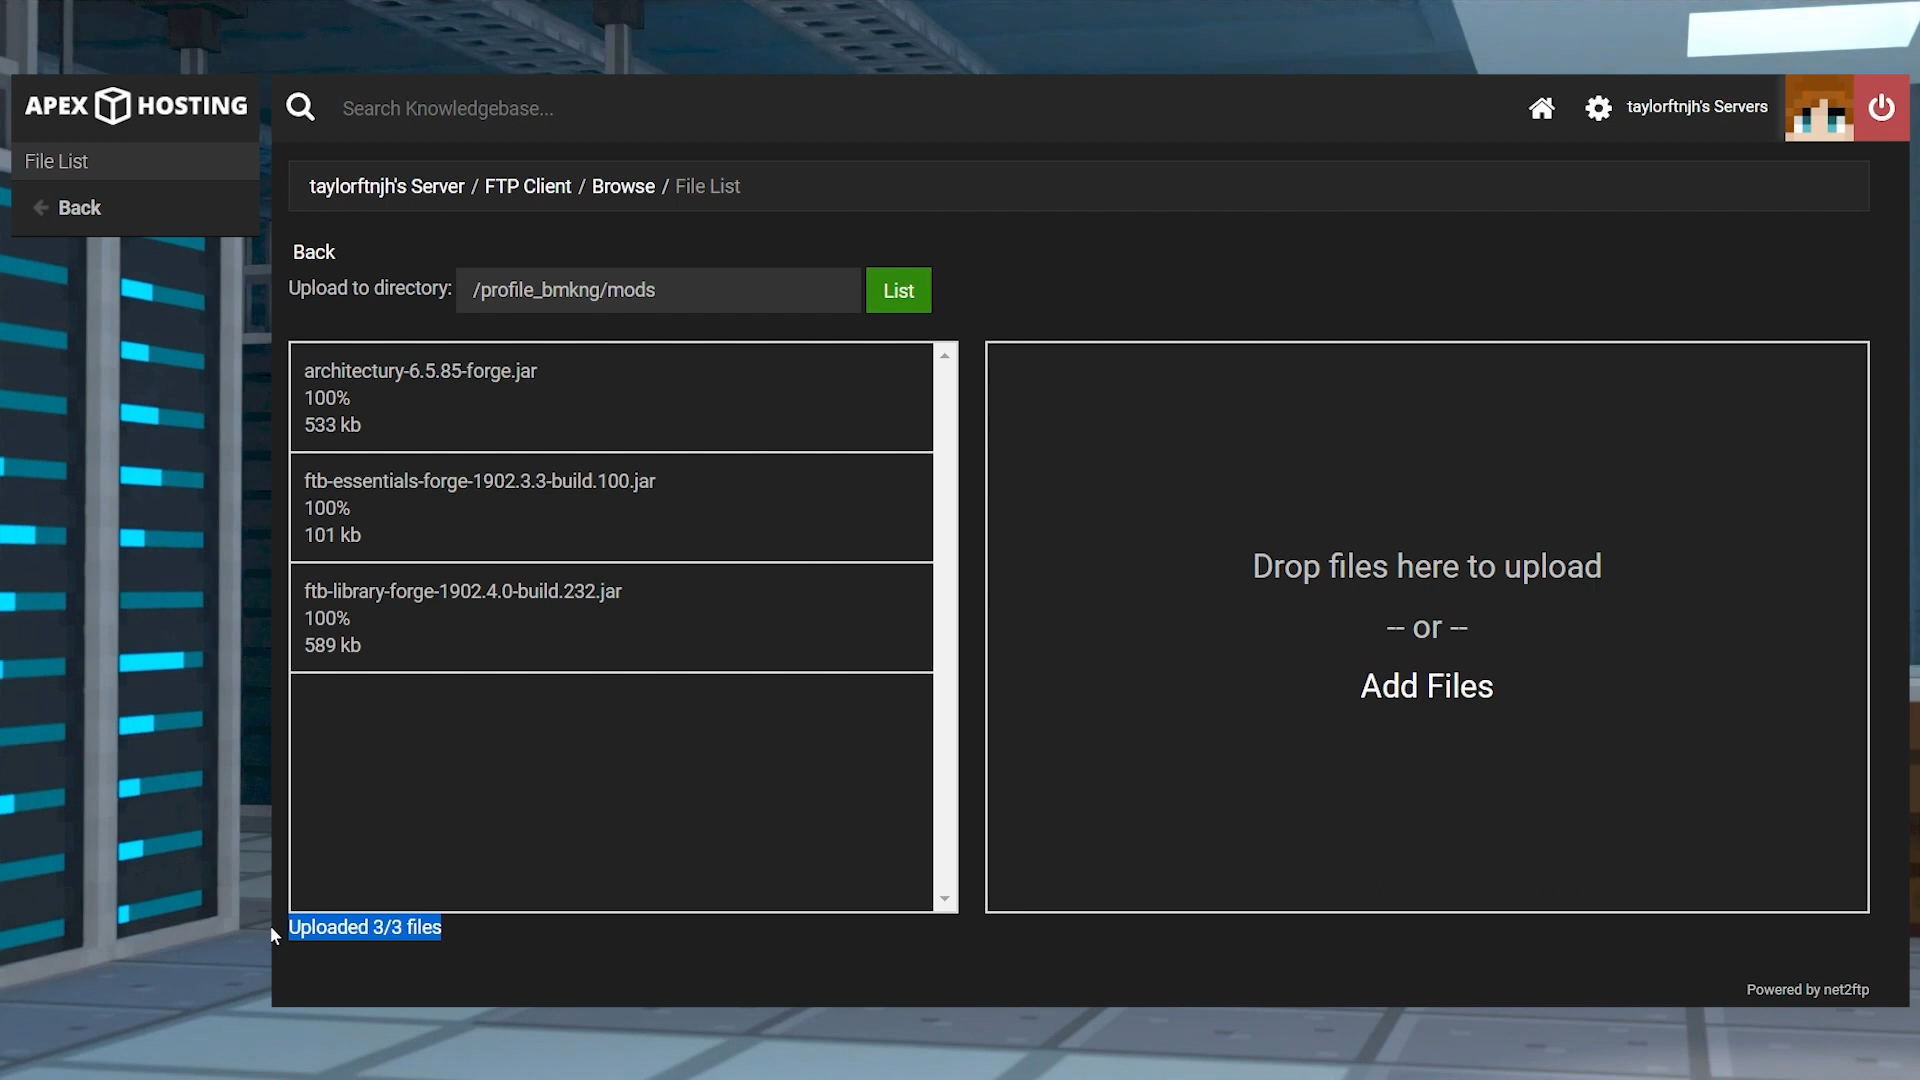 APEX HOSTING
Search Knowledgebase...
taylorftnjh's Servers
File List
Back
taylorftnjh's Server / FTP Client / Browse / File List
Back
Upload to directory: /profile_bmkng/mods List
architectury-6.5.85-forge.jar
100%
533 kb
ftb-essentials-forge-1902.3.3-build.100.jar
100%
101 kb
ftb-library-forge-1902.4.0-build.232.jar
100%
589 kb
Uploaded 3/3 files
Drop files here to upload
-- or --
Add Files
Powered by net2ftp